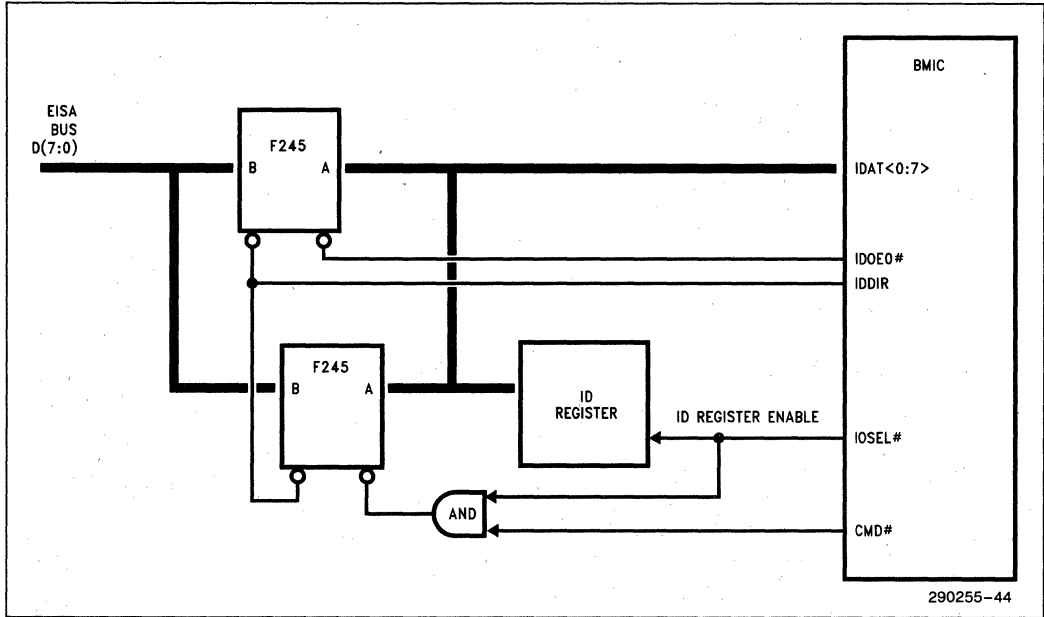 BMIC
EISA
BUS
D(7:0)
F245
B
A
IDAT<0:7>
IDOE0#
IDDIR
F245
B
A
ID
REGISTER
ID REGISTER ENABLE
IOSEL#
AND
CMD#
290255-44